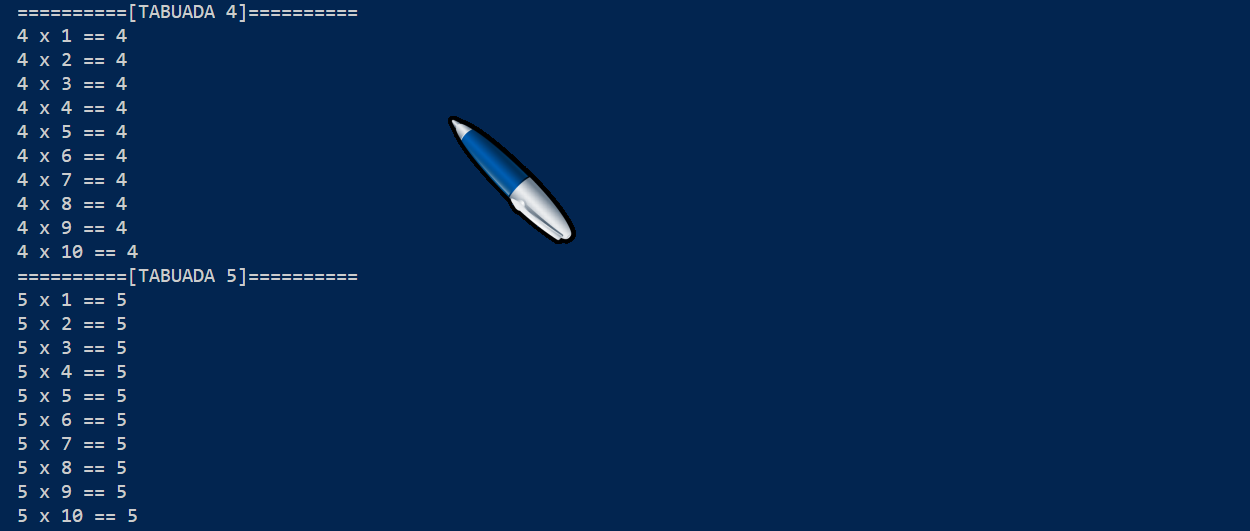 ==========[TABUADA 4]==========
4 x 1 == 4
4 x 2 == 4
4 x 3 == 4
4 x 4 == 4
4 x 5 == 4
4 x 6 == 4
4 x 7 == 4
4 x 8 == 4
4 x 9 == 4
4 x 10 == 4
==========[TABUADA 5]==========
5 x 1 == 5
5 x 2 == 5
5 x 3 == 5
5 x 4 == 5
5 x 5 == 5
5 x 6 == 5
5 x 7 == 5
5 x 8 == 5
5 x 9 == 5
5 x 10 == 5